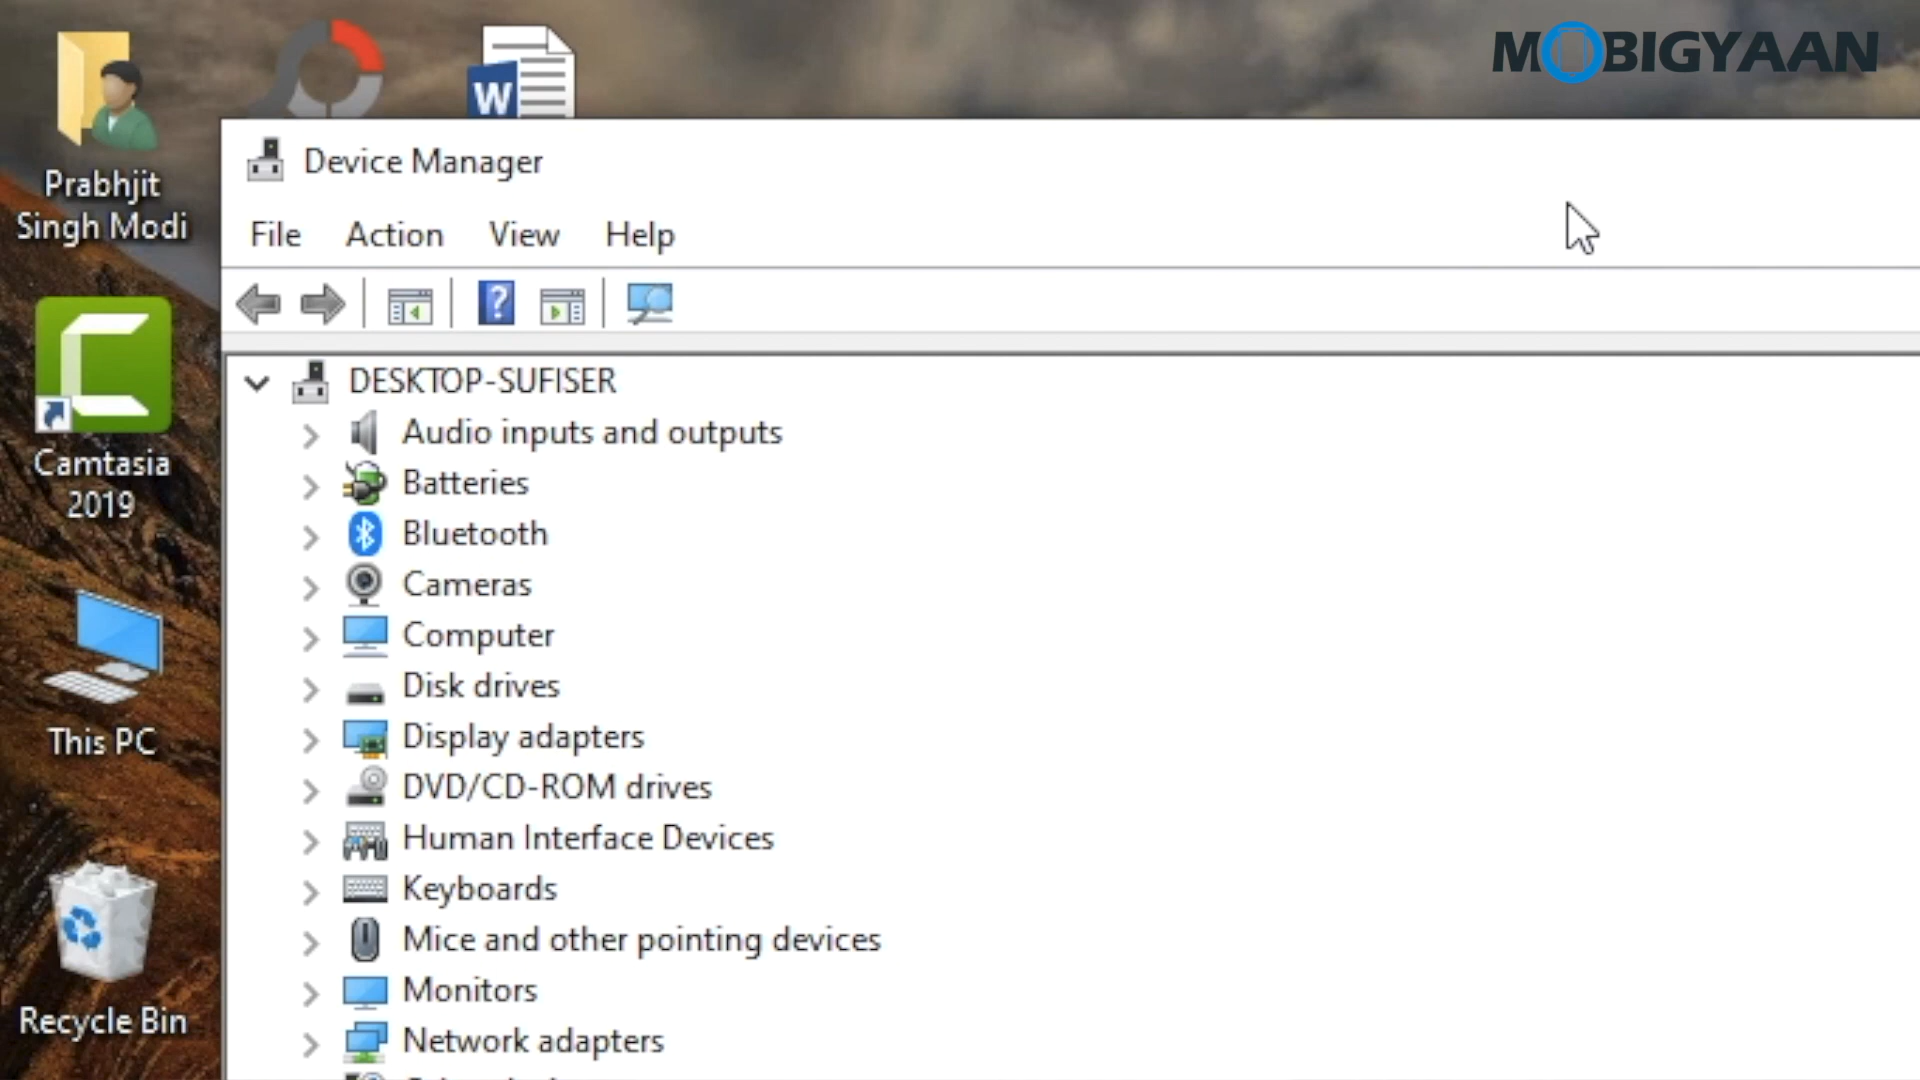 MOBIGYAAN
Prabhjit
Singh Modi
W
Device Manager
File Action View Help
?
DESKTOP-SUFISER
Audio inputs and outputs
Batteries
Bluetooth
Cameras
Computer
Disk drives
Display adapters
DVD/CD-ROM drives
Human Interface Devices
Keyboards
Mice and other pointing devices
Monitors
Network adapters
Camtasia
2019
This PC
Recycle Bin